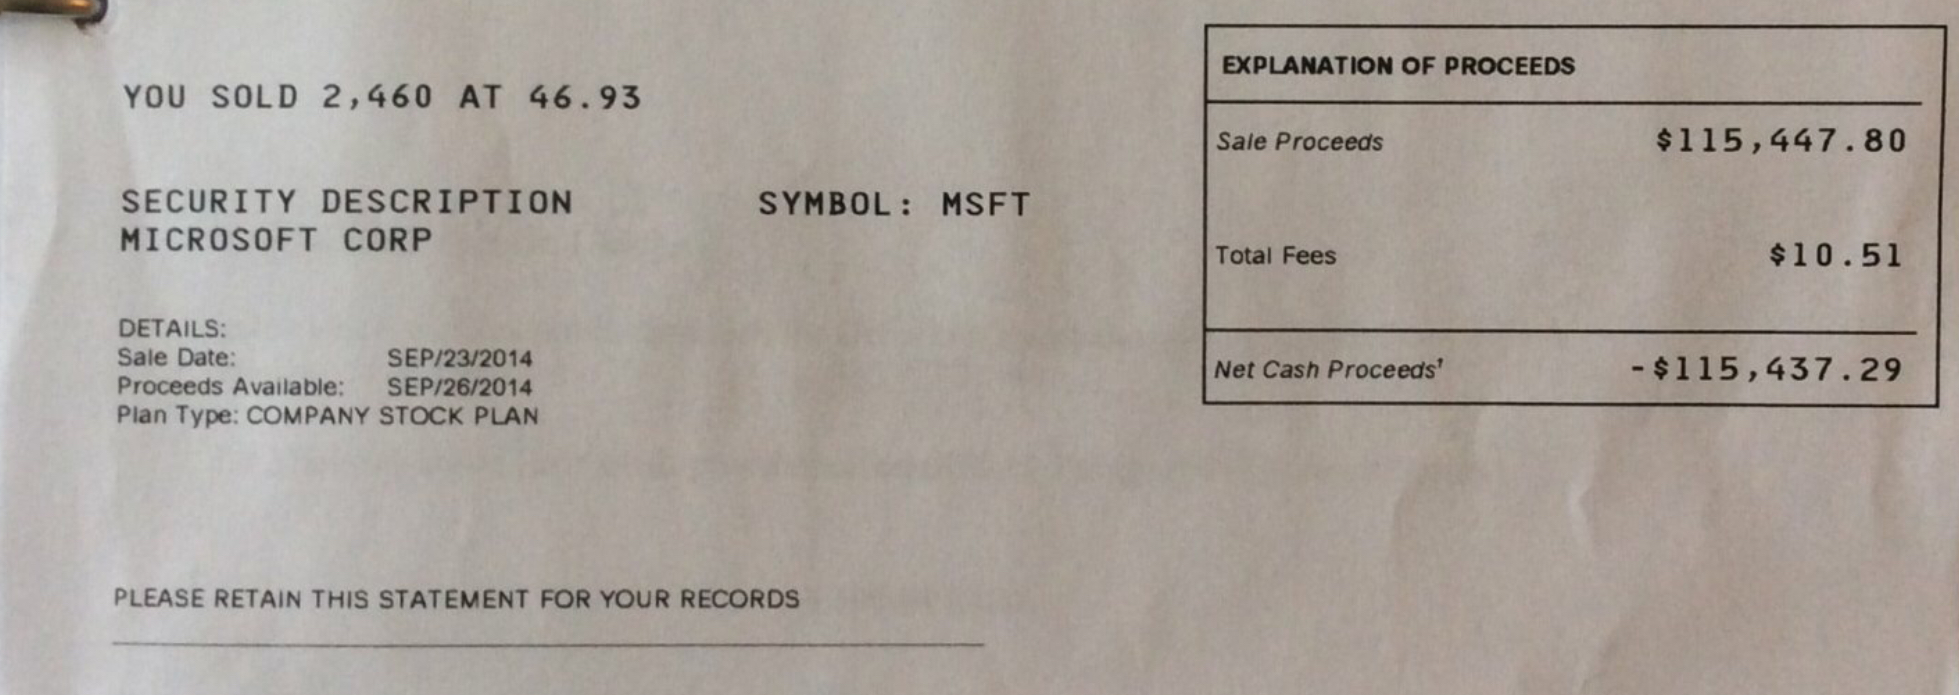 YOU SOLD 2,460 AT 46.93
SECURITY DESCRIPTION SYMBOL: MSFT
MICROSOFT CORP
DETAILS:
Sale Date: SEP/23/2014
Proceeds Available: SEP/26/2014
Plan Type: COMPANY STOCK PLAN
PLEASE RETAIN THIS STATEMENT FOR YOUR RECORDS
EXPLANATION OF PROCEEDS
Sale Proceeds $115,447.80
Total Fees $10.51
Net Cash Proceeds¹ -$115,437.29